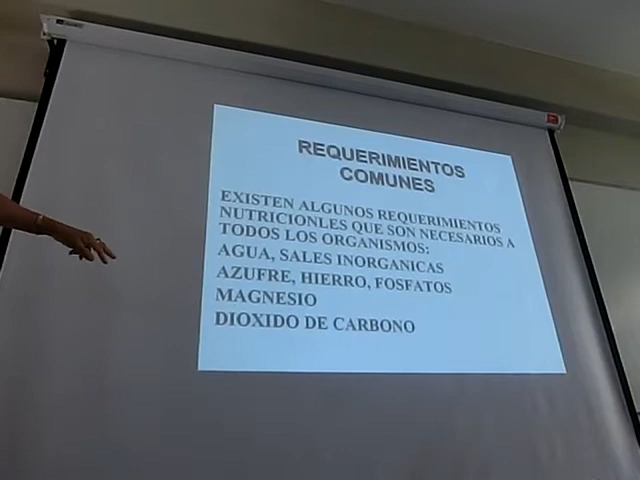 REQUERIMIENTOS
COMUNES
EXISTEN ALGUNOS REQUERIMIENTOS
NUTRICIONLES QUE SON NECESARIOS A
TODOS LOS ORGANISMOS:
AGUA, SALES INORGANICAS
AZUFRE, HIERRO, FOSFATOS
MAGNESIO
DIOXIDO DE CARBONO